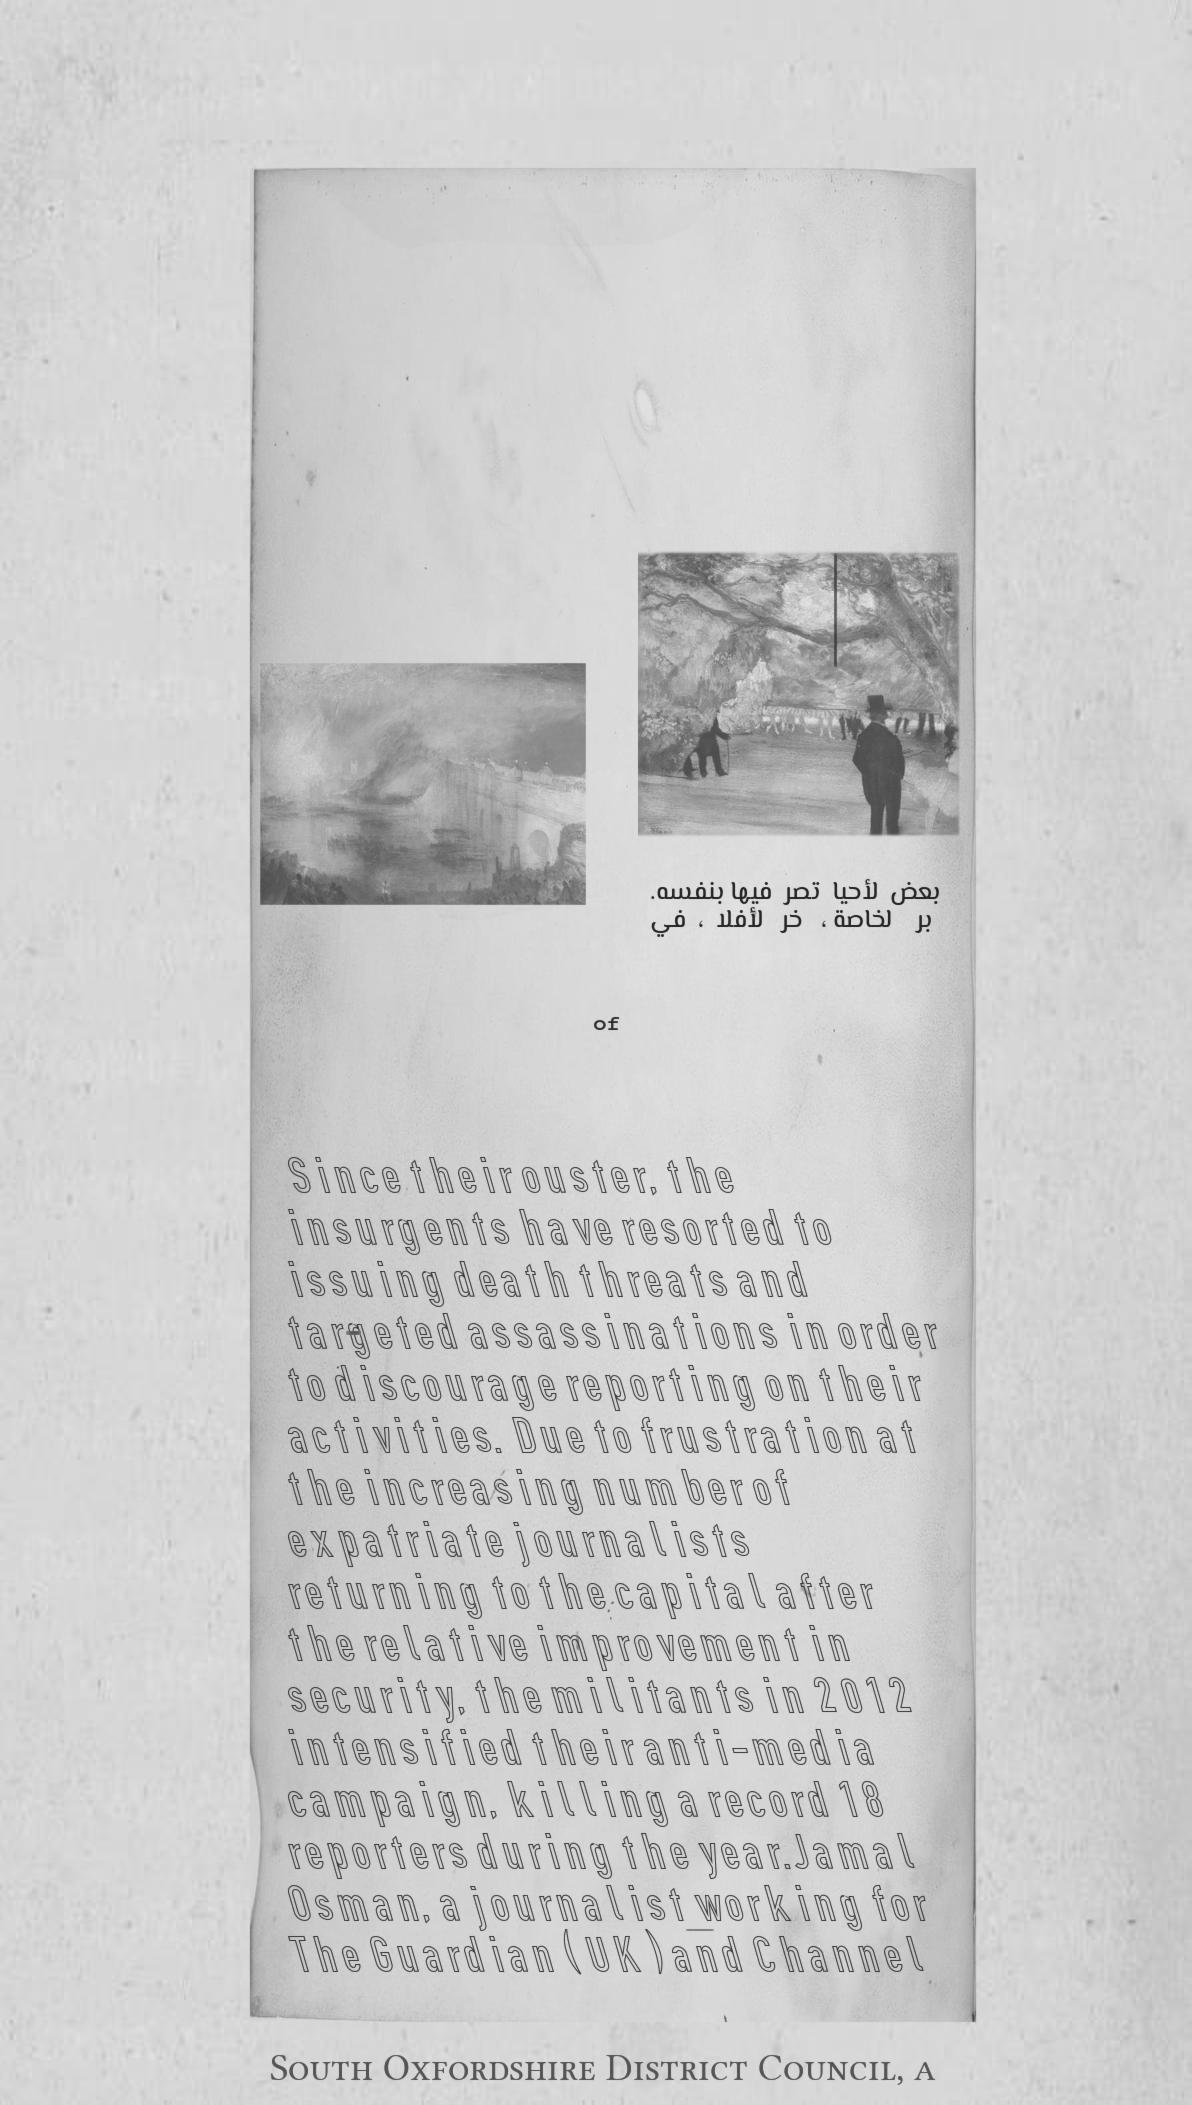 بعض لأحيا تصر فيها بنفسه.
بر لخاصة، خر لأفلا ، في
of
Since their ouster, the
insurgents have resorted to
issuing death threats and
targeted assassinations in order
to discourage reporting on their
activities. Due to frustration at
the increasing number of
expatriate journalists
returning to the capital after
the relative improvement in
security, the militants in 2012
intensified their anti-media
campaign, killing a record 18
reporters during the year.Jamal
Osman, a journalist working for
The Guardian (UK) and Channel
South Oxfordshire District Council, a